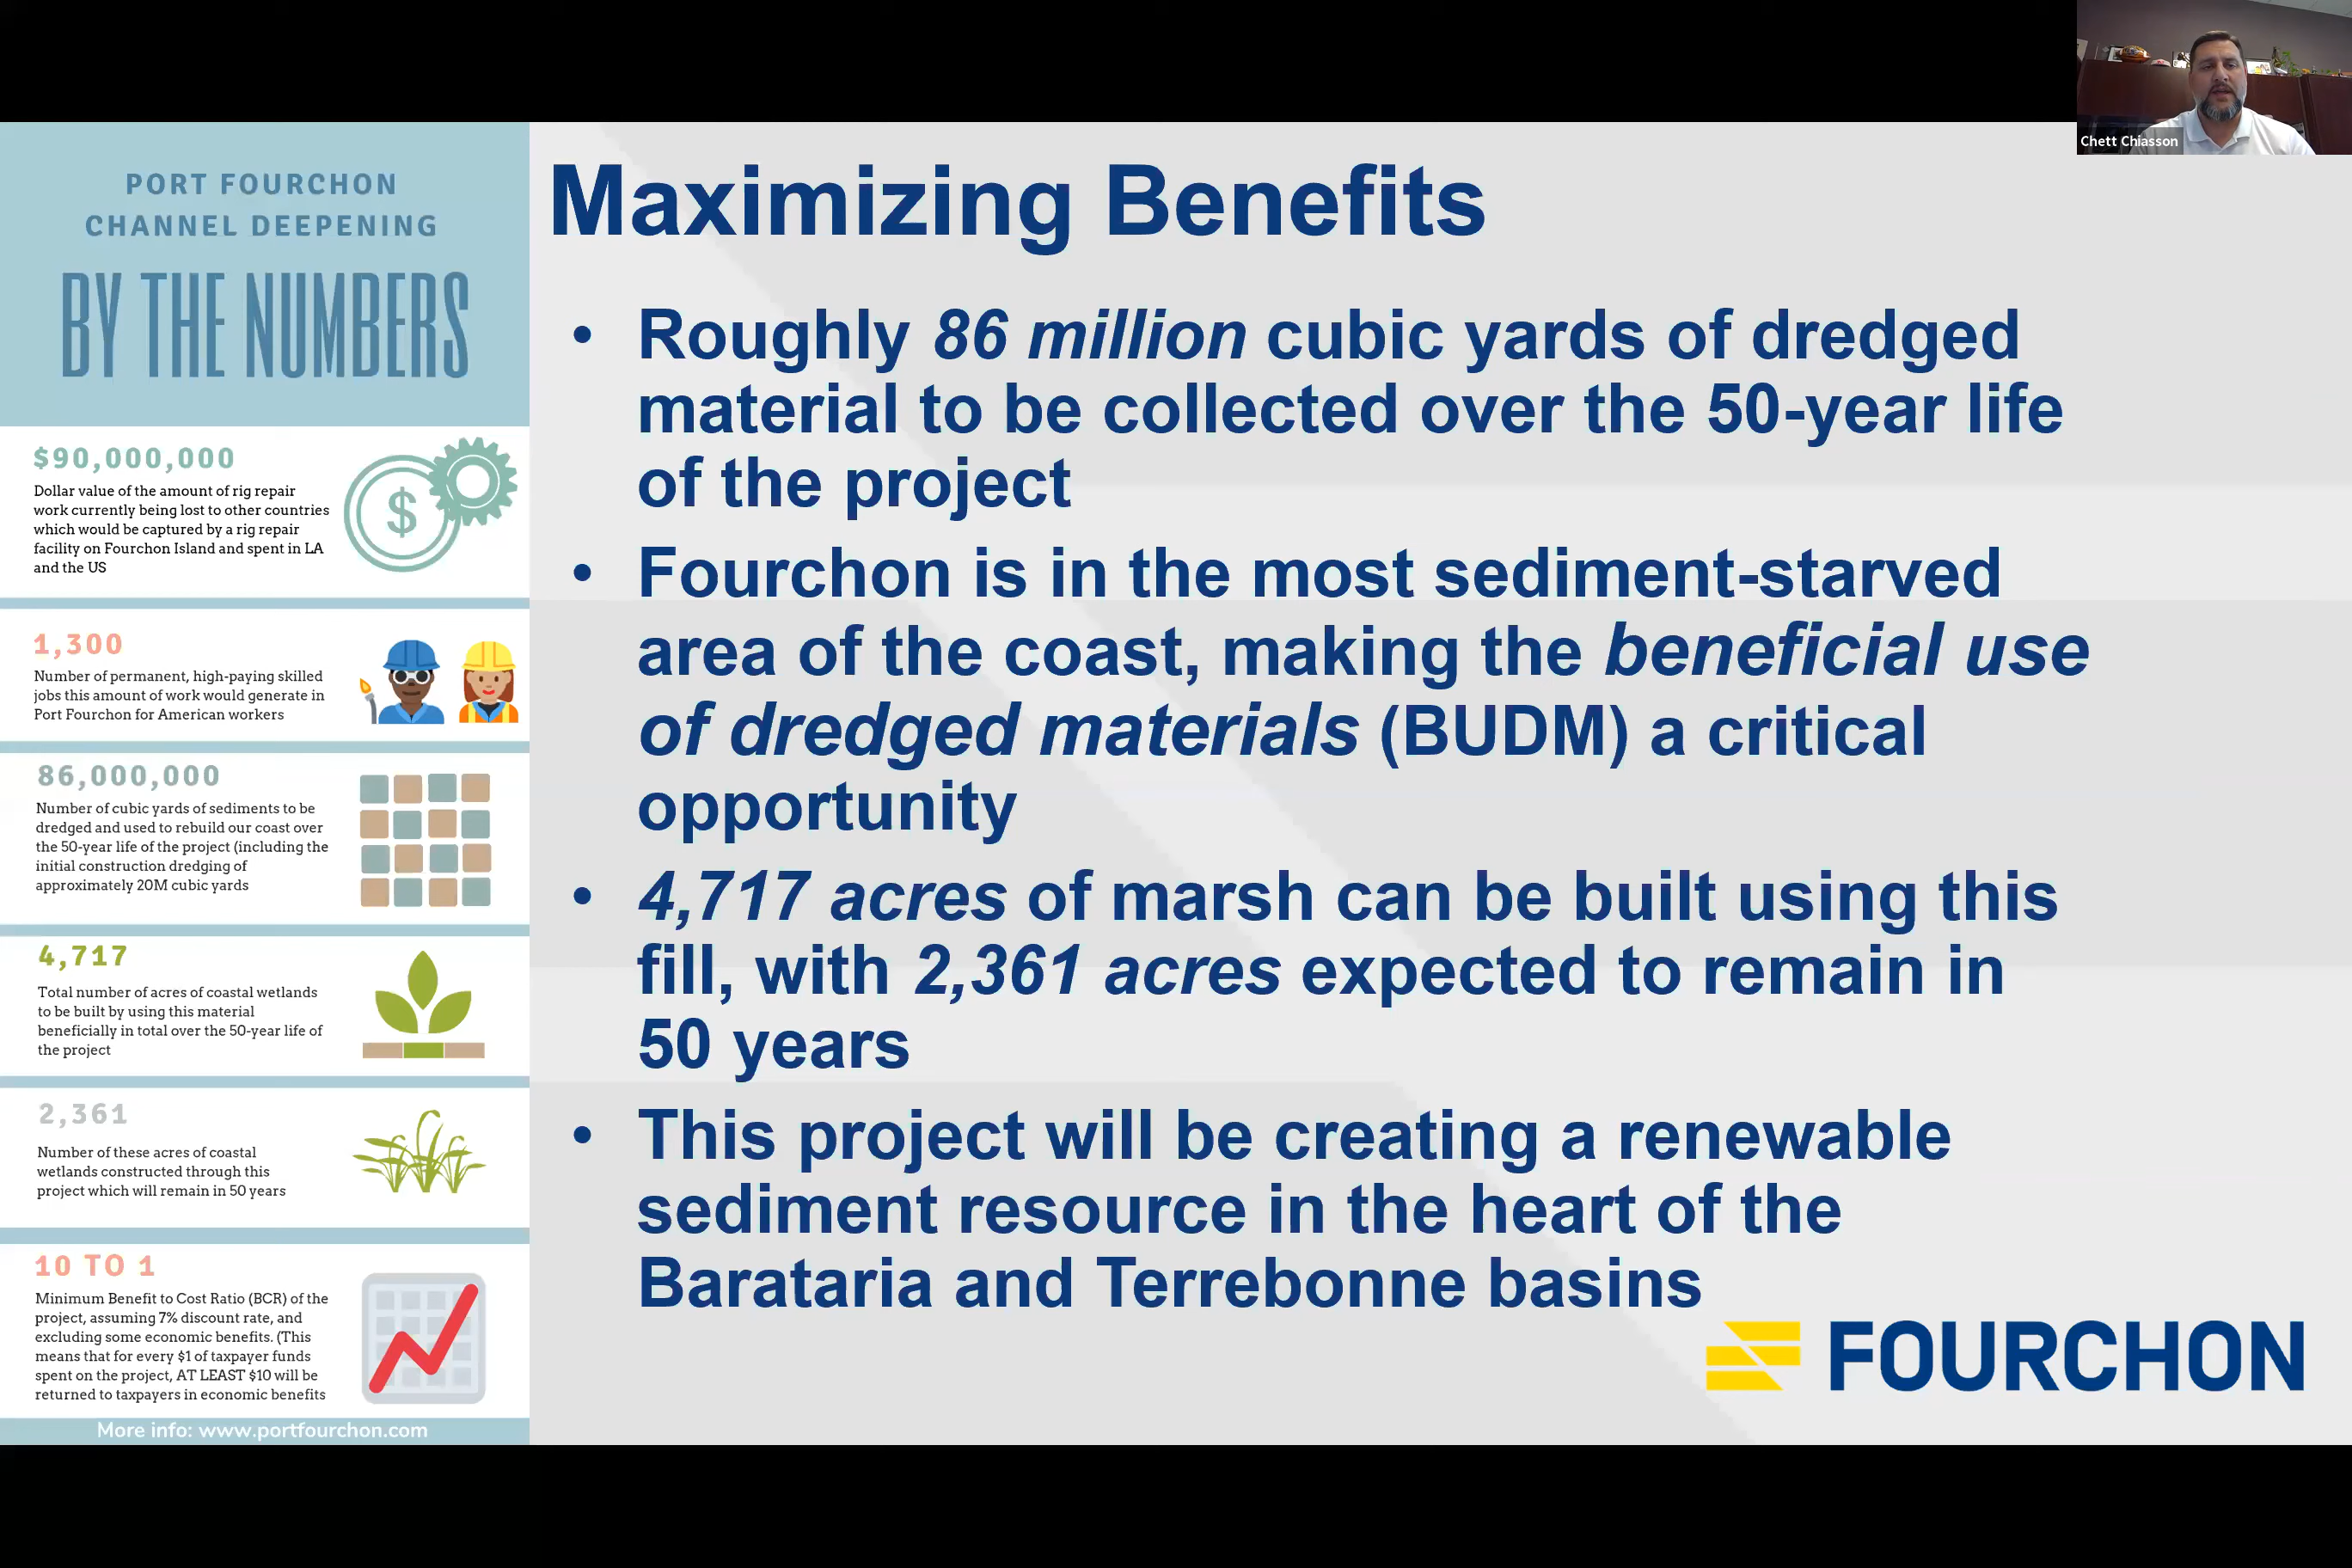 Chett Chiasson
PORT FOURCHON
CHANNEL DEEPENING
BY THE NUMBERS
$90,000,000
Dollar value of the amount of rig repair
work currently being lost to other countries
which would be captured by a rig repair
facility on Fourchon Island and spent in LA
and the US
$
1,300
Number of permanent, high-paying skilled
jobs this amount of work would generate in
Port Fourchon for American workers
86,000,000
Number of cubic yards of sediments to be
dredged and used to rebuild our coast over
the 50-year life of the project (including the
initial construction dredging of
approximately 20M cubic yards
4,717
Total number of acres of coastal wetlands
to be built by using this material
beneficially in total over the 50-year life of
the project
2,361
Number of these acres of coastal
wetlands constructed through this
project which will remain in 50 years
10 TO 1
Minimum Benefit to Cost Ratio (BCR) of the
project, assuming 7% discount rate, and
excluding some economic benefits. (This
means that for every $1 of taxpayer funds
spent on the project, AT LEAST $10 will be
returned to taxpayers in economic benefits
More info: www.portfourchon.com
Maximizing Benefits
• Roughly 86 million cubic yards of dredged
material to be collected over the 50-year life
of the project
• Fourchon is in the most sediment-starved
area of the coast, making the beneficial use
of dredged materials (BUDM) a critical
opportunity
• 4,717 acres of marsh can be built using this
fill, with 2,361 acres expected to remain in
50 years
• This project will be creating a renewable
sediment resource in the heart of the
Barataria and Terrebonne basins
FOURCHON